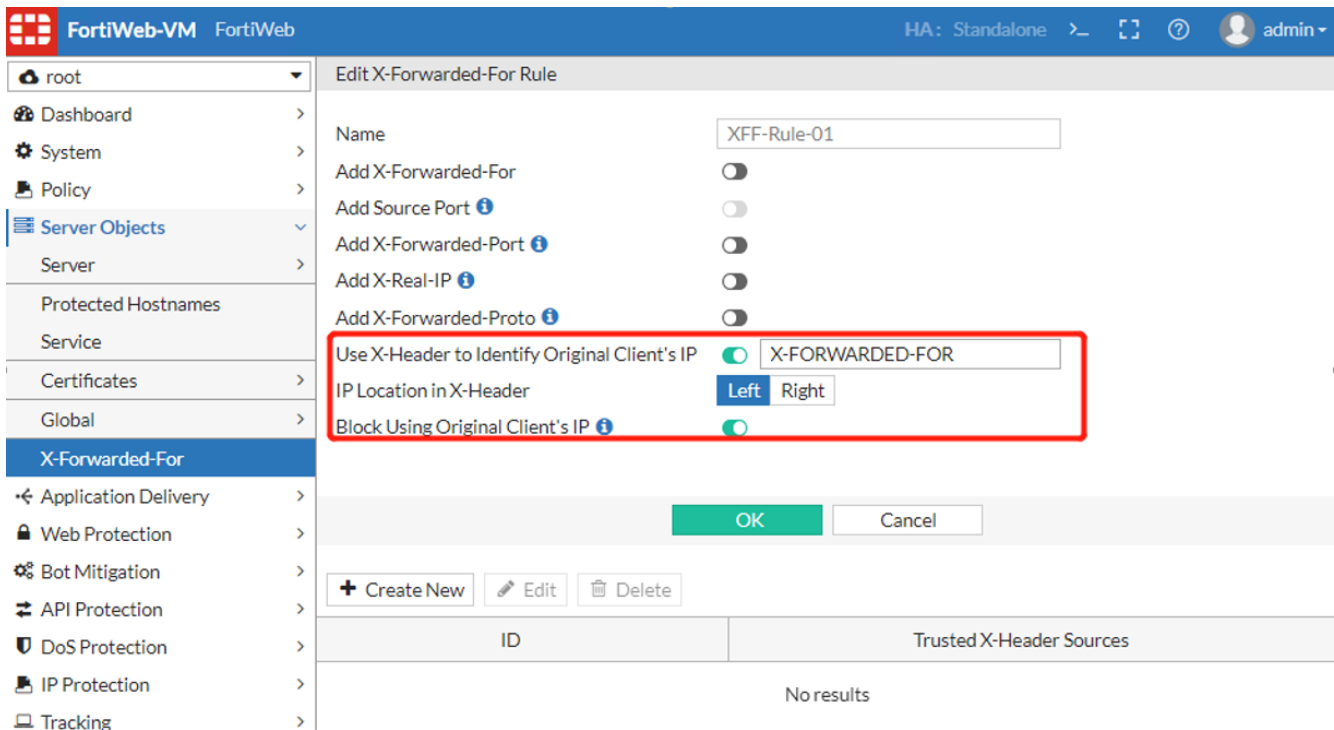 FortiWeb-VM FortiWeb HA: Standalone >_ admin
root
Dashboard
System
Policy
Server Objects
Server
Protected Hostnames
Service
Certificates
Global
X-Forwarded-For
Application Delivery
Web Protection
Bot Mitigation
API Protection
DoS Protection
IP Protection
Tracking
Edit X-Forwarded-For Rule
Name XFF-Rule-01
Add X-Forwarded-For
Add Source Port
Add X-Forwarded-Port
Add X-Real-IP
Add X-Forwarded-Proto
Use X-Header to Identify Original Client's IP X-FORWARDED-FOR
IP Location in X-Header Left Right
Block Using Original Client's IP
OK Cancel
+ Create New Edit Delete
ID Trusted X-Header Sources
No results